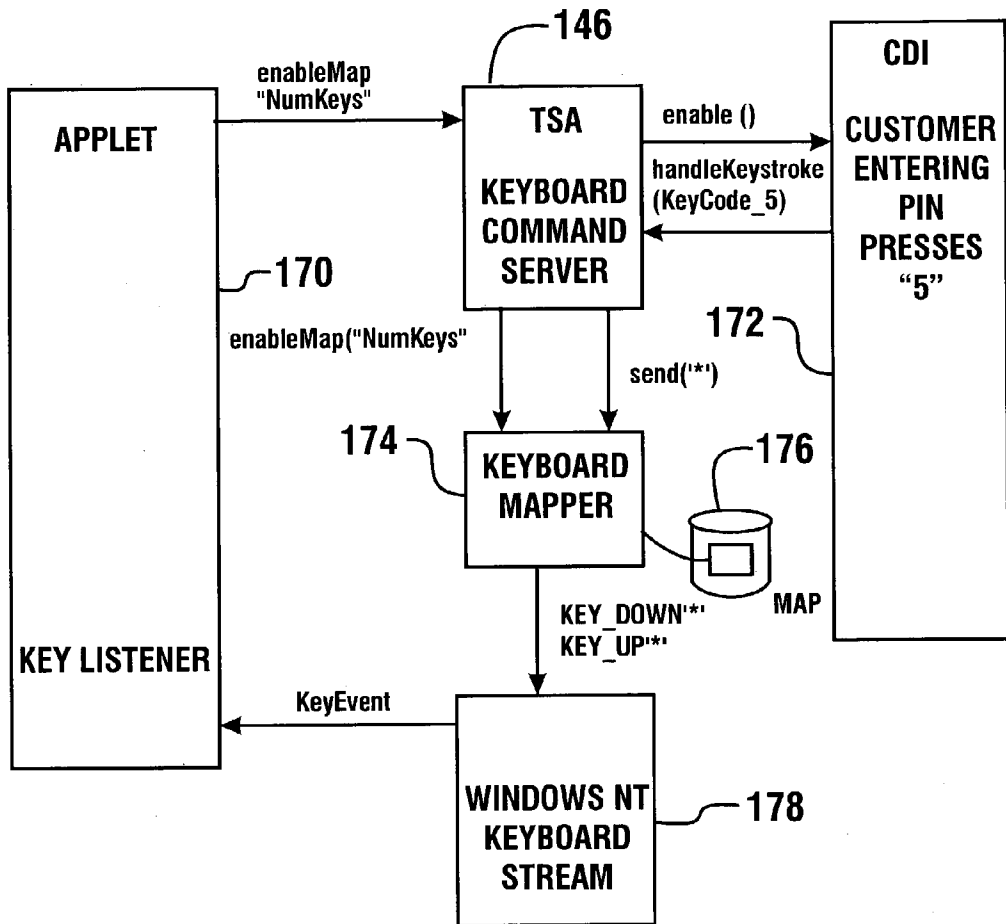 146
enableMap
"NumKeys"
APPLET
TSA
KEYBOARD
COMMAND
SERVER
enable ()
handleKeystroke
(KeyCode_5)
CDI
CUSTOMER
ENTERING
PIN
PRESSES
“5”
170
172
enableMap("NumKeys"
send('*')
174
KEYBOARD
MAPPER
176
MAP
KEY_DOWN'*'
KEY_UP'*'
KEY LISTENER
KeyEvent
WINDOWS NT
KEYBOARD
STREAM
178